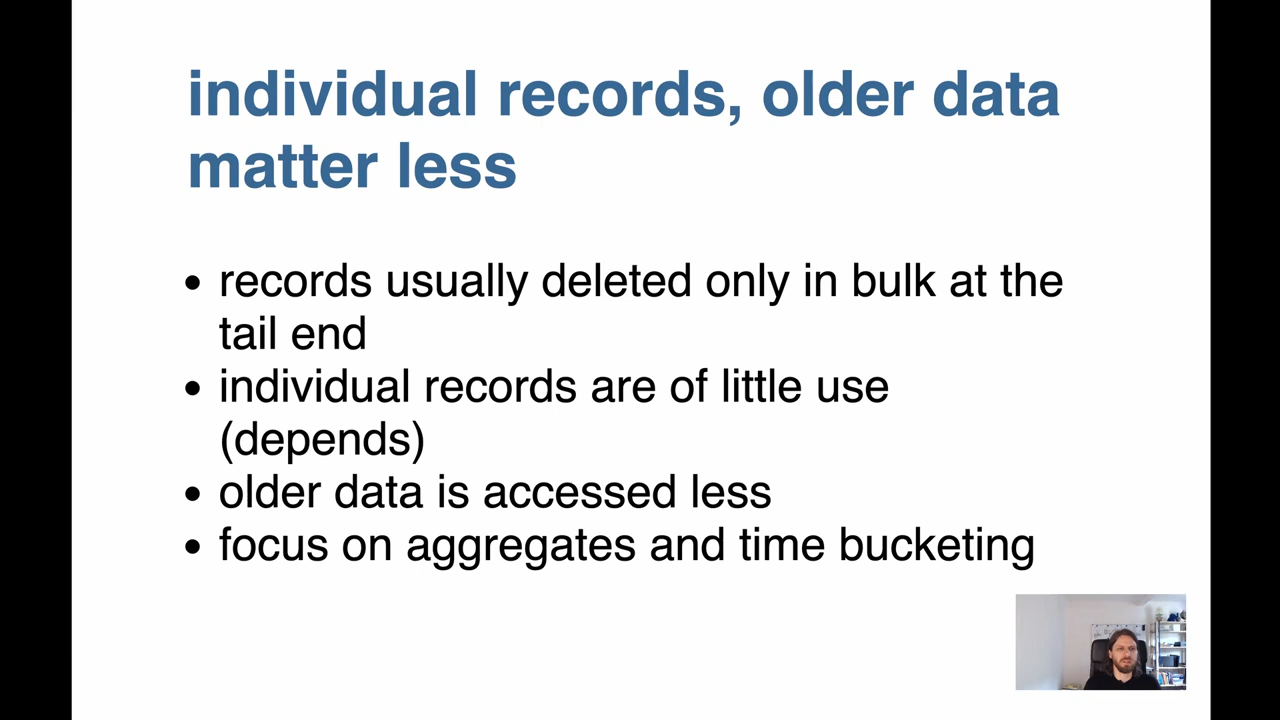 individual records, older data
matter less
• records usually deleted only in bulk at the
tail end
• individual records are of little use
(depends)
• older data is accessed less
• focus on aggregates and time bucketing